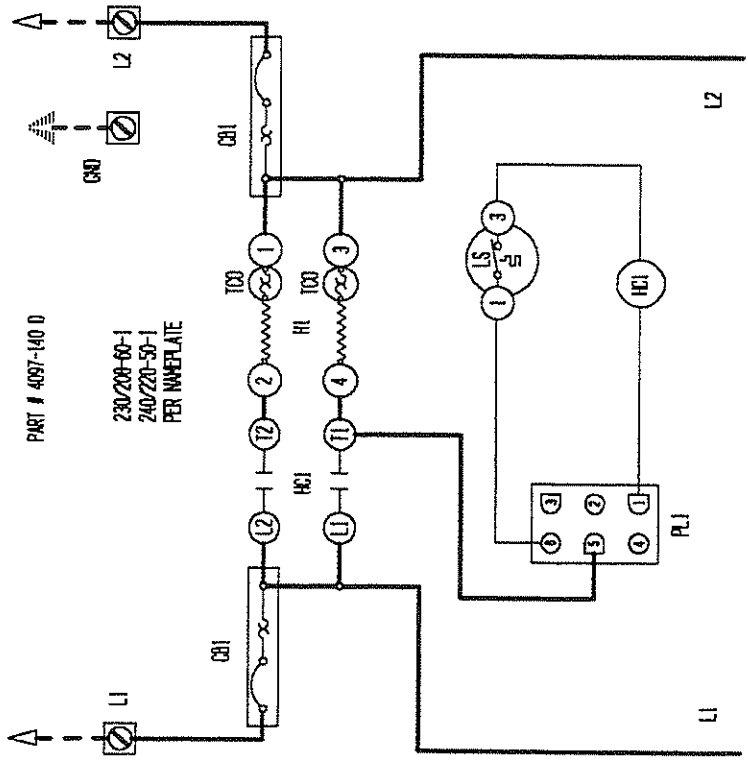 PART # 4097-140 D
230/208-60-1
240/220-50-1
PER NAMEPLATE
L1
GND
L2
CB1
CB1
L2
T2
2
TCO
1
HC1
H1
L1
T1
4
TCO
3
PL1
6
5
4
3
2
1
1
LS
3
HC1
L1
L2